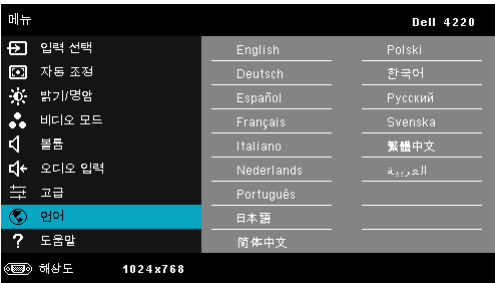 메뉴
Dell 4220
입력 선택
자동 조정
밝기/명암
비디오 모드
볼륨
오디오 입력
고급
언어
?
도움말
English
Deutsch
Español
Français
Italiano
Nederlands
Português
日本語
简体中文
Polski
한국어
Русский
Svenska
繁體中文
العربية
해상도
1024x768